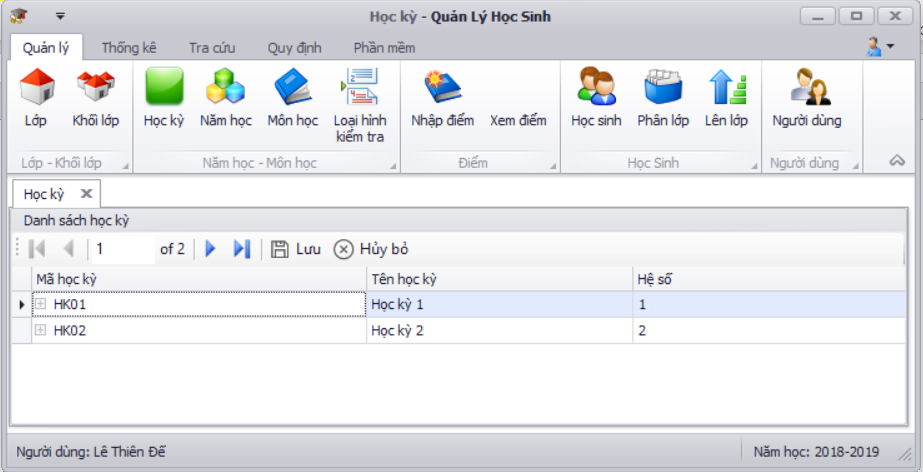 Học kỳ - Quản Lý Học Sinh
Quản lý Thống kê Tra cứu Quy định Phần mềm
Lớp Khối lớp Học kỳ Năm học Môn học Loại hình kiểm tra Nhập điểm Xem điểm Học sinh Phân lớp Lên lớp Người dùng
Lớp - Khối lớp Năm học - Môn học Điểm Học Sinh Người dùng
Học kỳ
Danh sách học kỳ
1 of 2 Lưu Hủy bỏ
Mã học kỳ Tên học kỳ Hệ số
HK01 Học kỳ 1 1
HK02 Học kỳ 2 2
Người dùng: Lê Thiên Đế Năm học: 2018-2019